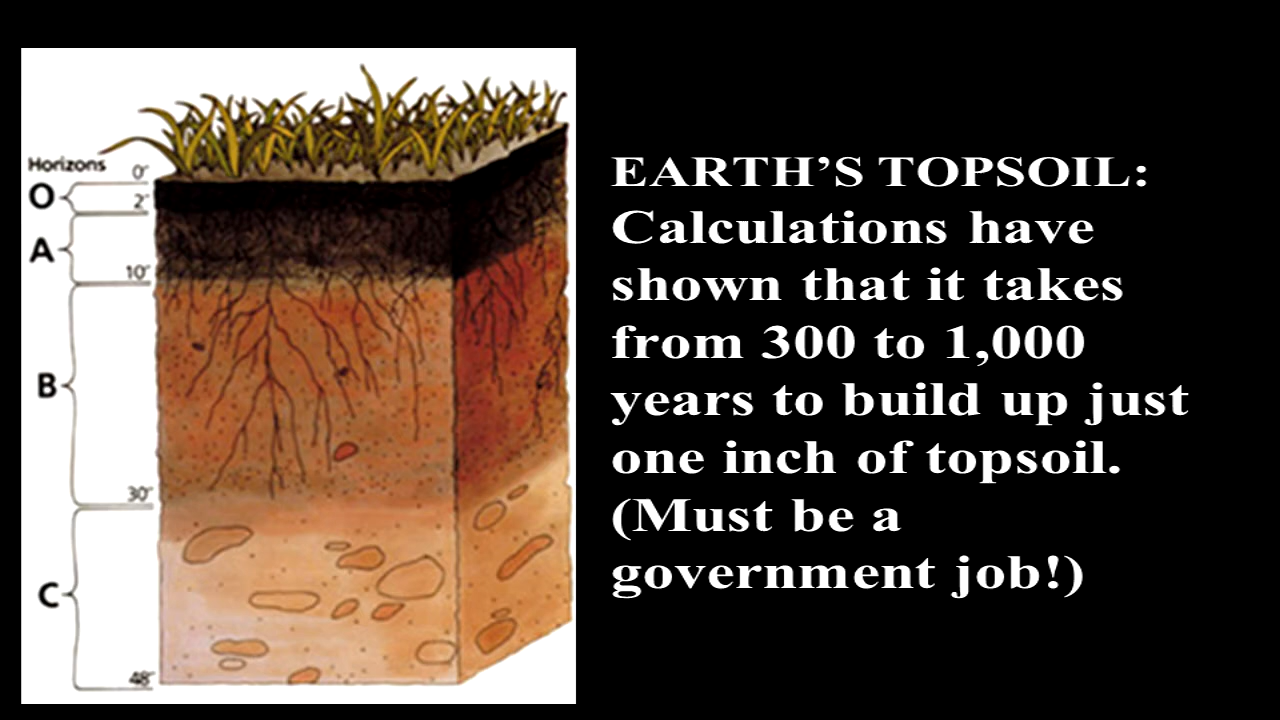 Horizons
0"
O
2"
A
10"
B
30"
C
48"
EARTH’S TOPSOIL:
Calculations have
shown that it takes
from 300 to 1,000
years to build up just
one inch of topsoil.
(Must be a
government job!)